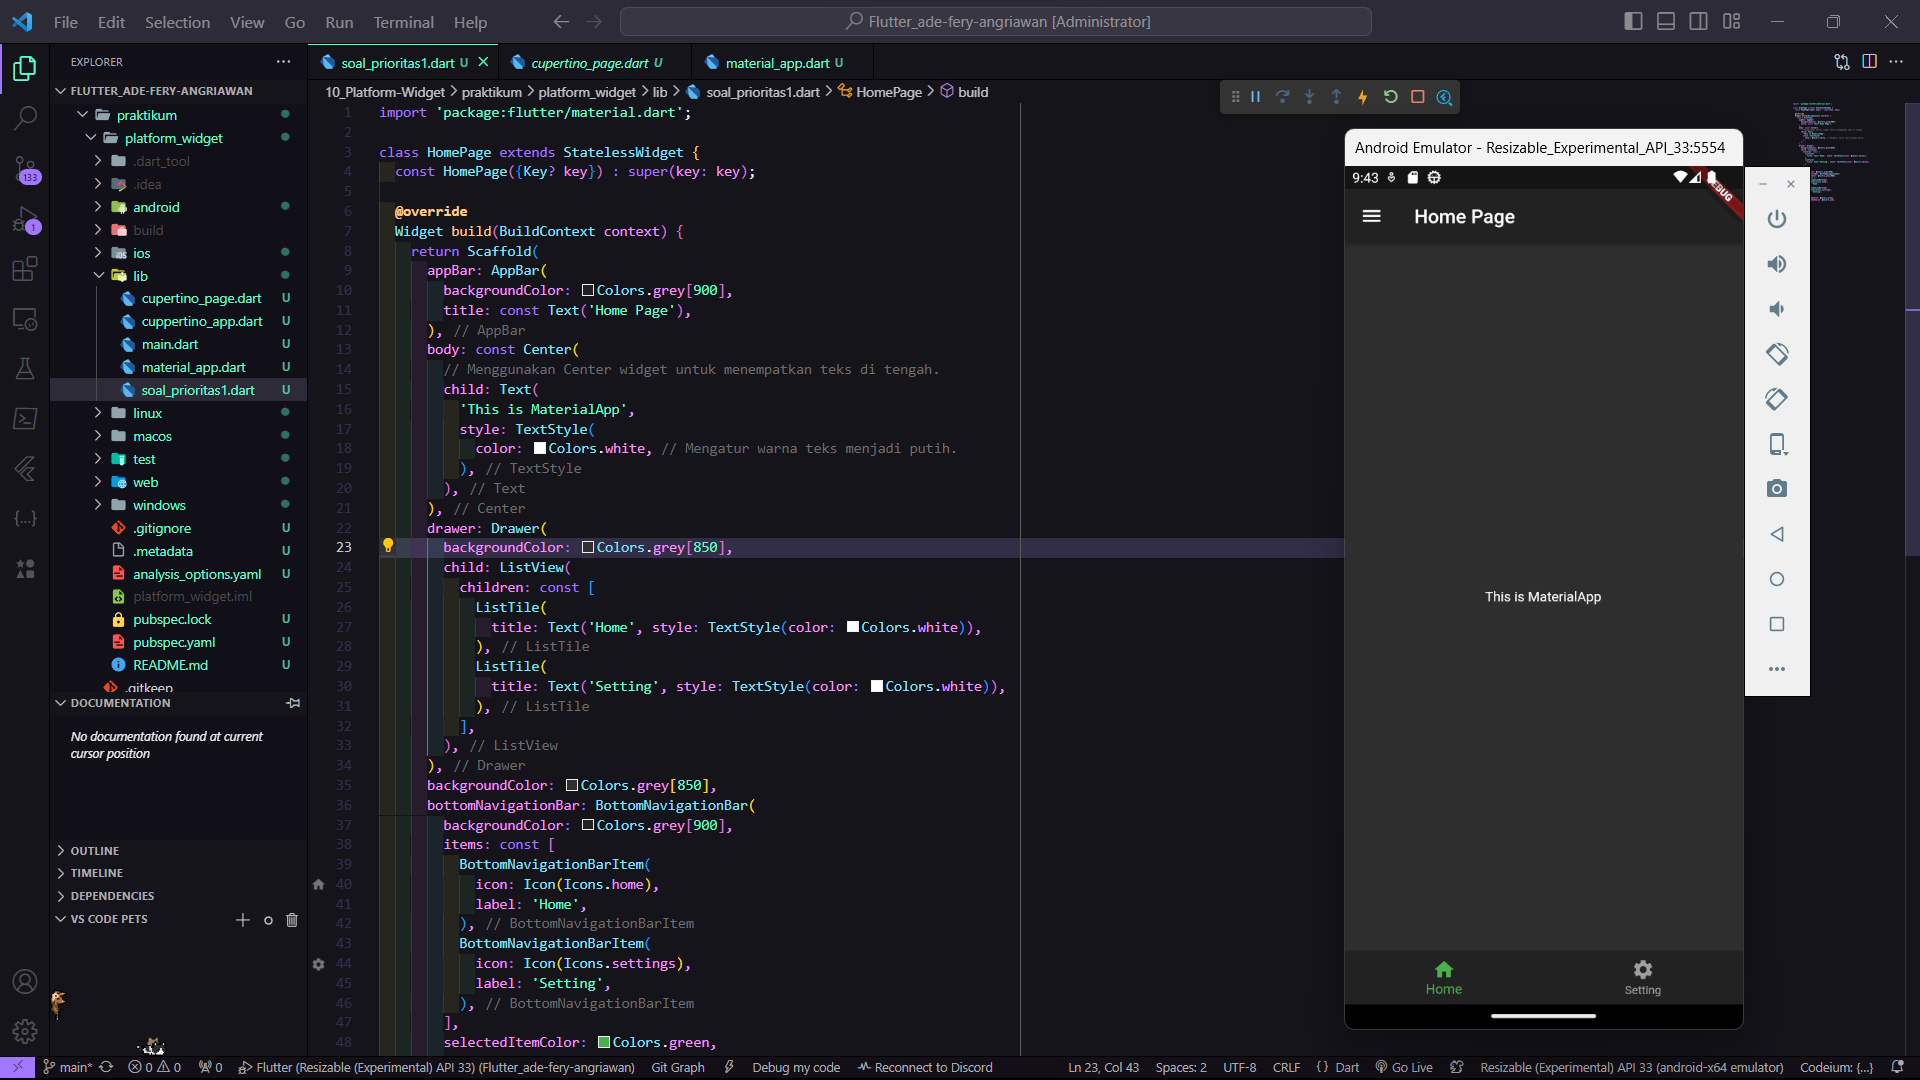 File Edit Selection View Go Run Terminal Help
Flutter_ade-fery-angriawan [Administrator]
EXPLORER
soal_prioritas1.dart U
cupertino_page.dart U
material_app.dart U
FLUTTER_ADE-FERY-ANGRIAWAN
10_Platform-Widget > praktikum > platform_widget > lib > soal_prioritas1.dart > HomePage > build
praktikum
platform_widget
.dart_tool
.idea
android
build
ios
lib
cupertino_page.dart U
cuppertino_app.dart U
main.dart U
material_app.dart U
soal_prioritas1.dart U
linux
macos
test
web
windows
.gitignore U
.metadata U
analysis_options.yaml U
platform_widget.iml
pubspec.lock U
pubspec.yaml U
README.md U
.gitkeep
133
1
DOCUMENTATION
No documentation found at current
cursor position
OUTLINE
TIMELINE
DEPENDENCIES
VS CODE PETS
1 import 'package:flutter/material.dart';
2
3 class HomePage extends StatelessWidget {
4 const HomePage({Key? key}) : super(key: key);
5
6 @override
7 Widget build(BuildContext context) {
8 return Scaffold(
9 appBar: AppBar(
10 backgroundColor: Colors.grey[900],
11 title: const Text('Home Page'),
12 ), // AppBar
13 body: const Center(
14 // Menggunakan Center widget untuk menempatkan teks di tengah.
15 child: Text(
16 'This is MaterialApp',
17 style: TextStyle(
18 color: Colors.white, // Mengatur warna teks menjadi putih.
19 ), // TextStyle
20 ), // Text
21 ), // Center
22 drawer: Drawer(
23 backgroundColor: Colors.grey[850],
24 child: ListView(
25 children: const [
26 ListTile(
27 title: Text('Home', style: TextStyle(color: Colors.white)),
28 ), // ListTile
29 ListTile(
30 title: Text('Setting', style: TextStyle(color: Colors.white)),
31 ), // ListTile
32 ],
33 ), // ListView
34 ), // Drawer
35 backgroundColor: Colors.grey[850],
36 bottomNavigationBar: BottomNavigationBar(
37 backgroundColor: Colors.grey[900],
38 items: const [
39 BottomNavigationBarItem(
40 icon: Icon(Icons.home),
41 label: 'Home',
42 ), // BottomNavigationBarItem
43 BottomNavigationBarItem(
44 icon: Icon(Icons.settings),
45 label: 'Setting',
46 ), // BottomNavigationBarItem
47 ],
48 selectedItemColor: Colors.green,
Android Emulator - Resizable_Experimental_API_33:5554
9:43
DEBUG
Home Page
This is MaterialApp
Home
Setting
main* 0 0 0 Flutter (Resizable (Experimental) API 33) (Flutter_ade-fery-angriawan) Git Graph Debug my code Reconnect to Discord Ln 23, Col 43 Spaces: 2 UTF-8 CRLF { } Dart Go Live Resizable (Experimental) API 33 (android-x64 emulator) Codeium: {...}